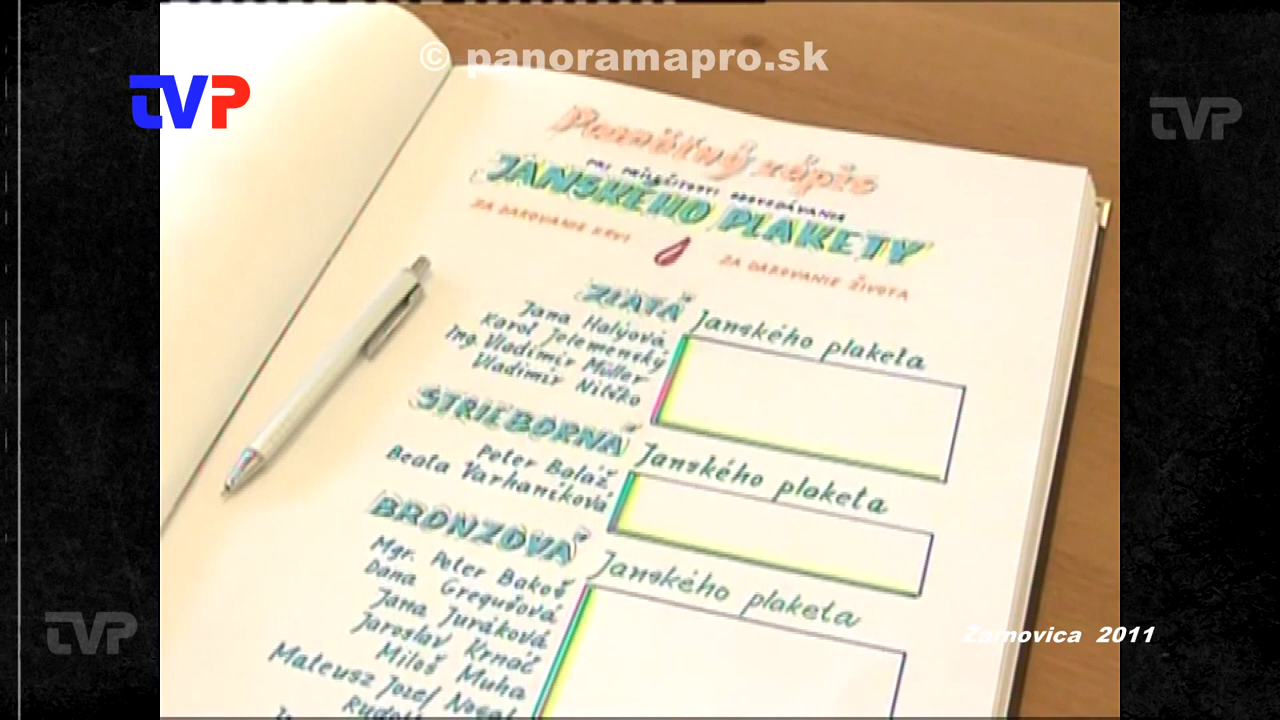 © panoramapro.sk
TVP
TVP
Pamätný zápis
PRI PRÍLEŽITOSTI ODOVZDÁVANIA
JANSKÉHO PLAKETY
ZA DAROVANIE KRVI
ZA DAROVANIE ŽIVOTA
ZLATÁ Janského plaketa
Jana Halyová
Karol Jelemenský
Ing. Vladimír Müller
Vladimír
STRIEBORNÁ Janského plaketa
Peter Baláž
Beata Varhaníková
BRONZOVÁ Janského plaketa
Mgr. Peter Bakoš
Dana Gregušová
Jana Juráková
Jaroslav Krnáč
Miloš Muha
Mateusz Jozef
TVP
Žarnovica 2011